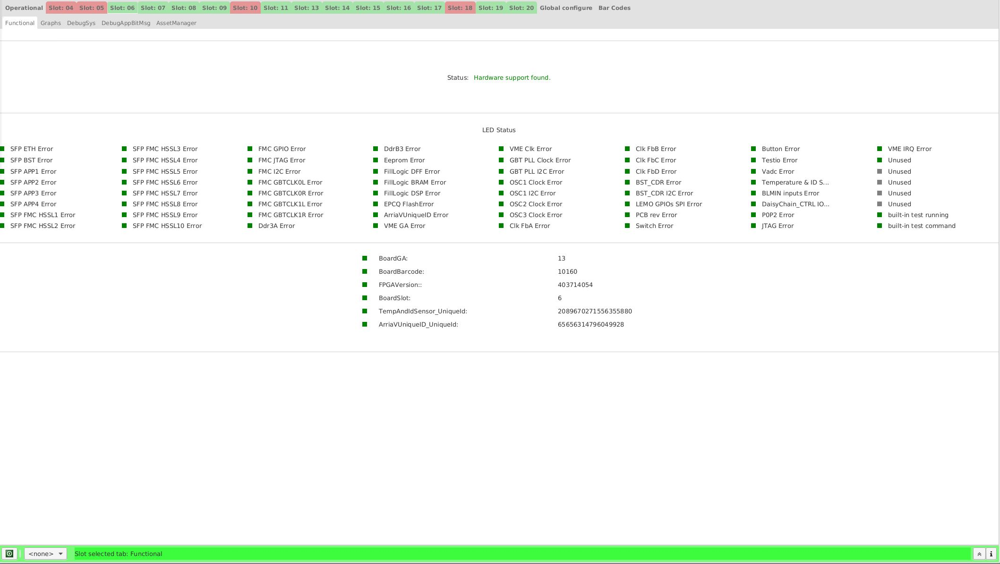 Operational Slot: 04 Slot: 05 Slot: 06 Slot: 07 Slot: 08 Slot: 09 Slot: 10 Slot: 11 Slot: 13 Slot: 14 Slot: 15 Slot: 16 Slot: 17 Slot: 18 Slot: 19 Slot: 20 Global configure Bar Codes
Functional Graphs DebugSys DebugAppBitMsg AssetManager
Status: Hardware support found.
LED Status
SFP ETH Error SFP FMC HSSL3 Error FMC GPIO Error DdrB3 Error VME Clk Error Clk FbB Error Button Error VME IRQ Error
SFP BST Error SFP FMC HSSL4 Error FMC JTAG Error Eeprom Error GBT PLL Clock Error Clk FbC Error Testio Error Unused
SFP APP1 Error SFP FMC HSSL5 Error FMC I2C Error FillLogic DFF Error GBT PLL I2C Error Clk FbD Error Vadc Error Unused
SFP APP2 Error SFP FMC HSSL6 Error FMC GBTCLK0L Error FillLogic BRAM Error OSC1 Clock Error BST_CDR Error Temperature & ID S... Unused
SFP APP3 Error SFP FMC HSSL7 Error FMC GBTCLK0R Error FillLogic DSP Error OSC1 I2C Error BST_CDR I2C Error BLMIN inputs Error Unused
SFP APP4 Error SFP FMC HSSL8 Error FMC GBTCLK1L Error EPCQ FlashError OSC2 Clock Error LEMO GPIOs SPI Error DaisyChain_CTRL IO... Unused
SFP FMC HSSL1 Error SFP FMC HSSL9 Error FMC GBTCLK1R Error ArriaVUniqueID Error OSC3 Clock Error PCB rev Error P0P2 Error built-in test running
SFP FMC HSSL2 Error SFP FMC HSSL10 Error Ddr3A Error VME GA Error Clk FbA Error Switch Error JTAG Error built-in test command
BoardGA: 13
BoardBarcode: 10160
FPGAVersion:: 403714054
BoardSlot: 6
TempAndIdSensor_UniqueId: 2089670271556355880
ArriaVUniqueID_UniqueId: 65656314796049928
<none> Slot selected tab: Functional